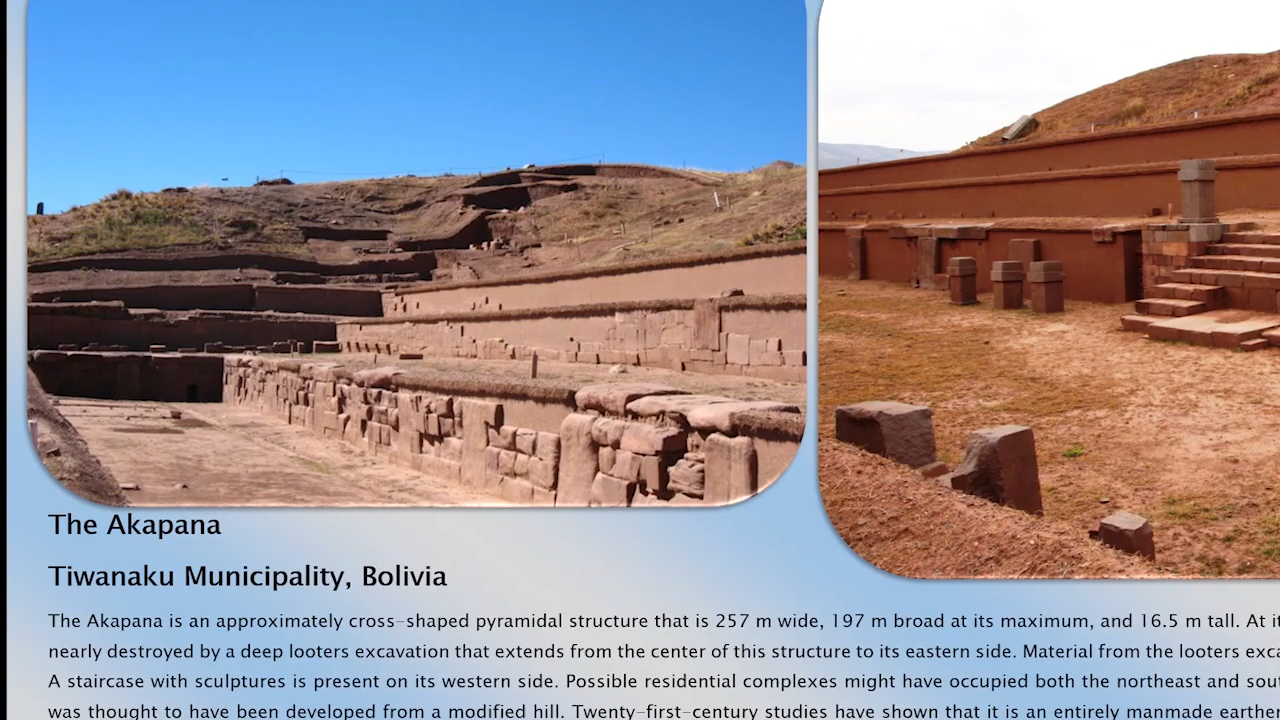 The Akapana
Tiwanaku Municipality, Bolivia
The Akapana is an approximately cross-shaped pyramidal structure that is 257 m wide, 197 m broad at its maximum, and 16.5 m tall. At
nearly destroyed by a deep looters excavation that extends from the center of this structure to its eastern side. Material from the looters
A staircase with sculptures is present on its western side. Possible residential complexes might have occupied both the northeast and
was thought to have been developed from a modified hill. Twenty-first-century studies have shown that it is an entirely manmade